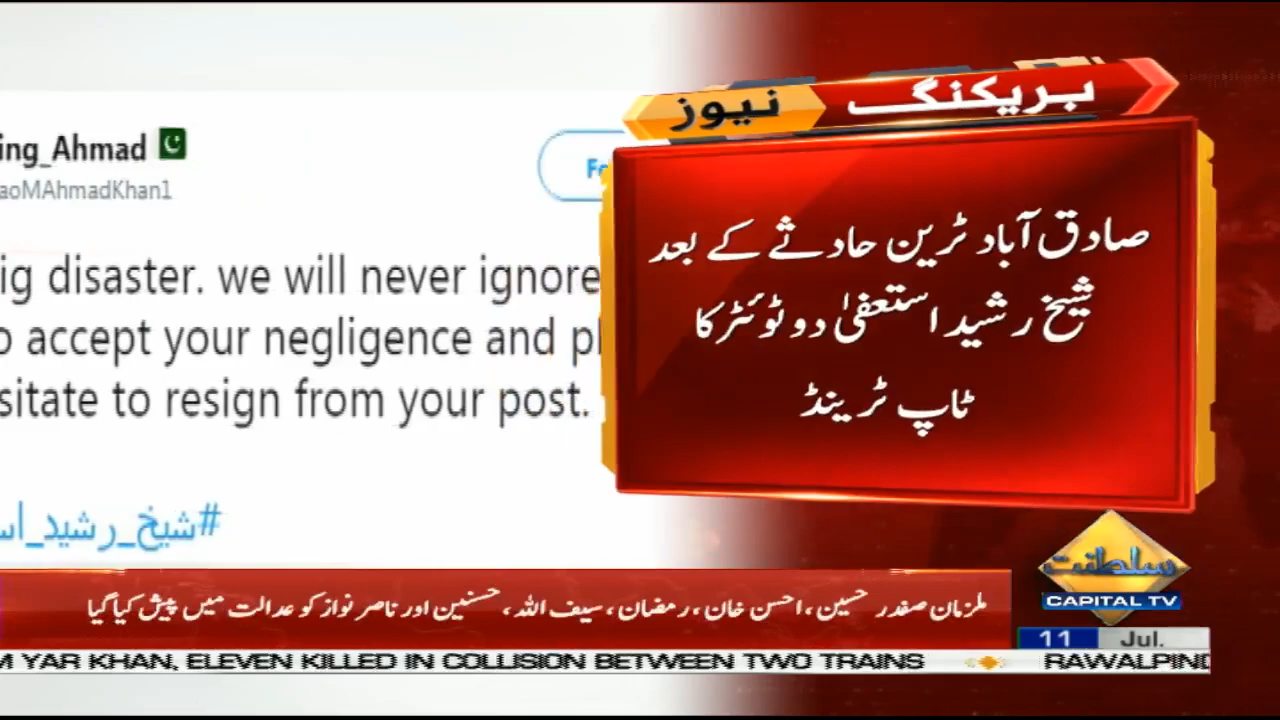 بریکنگ نیوز
صادق آباد ٹرین حادثے کے بعد
شیخ رشید استعفیٰ دو ٹوئٹر کا
ٹاپ ٹرینڈ
ing_Ahmad
aoMAhmadKhan1
ig disaster. we will never ignore
o accept your negligence and pl
sitate to resign from your post.
#شیخ_رشید_اس
سلطنت
CAPITAL TV
ملزمان صفدر حسین، احسن خان، رمضان، سیف اللہ، حسنین اور ناصر نواز کو عدالت میں پیش کیا گیا
11 Jul.
M YAR KHAN, ELEVEN KILLED IN COLLISION BETWEEN TWO TRAINS RAWALPIND